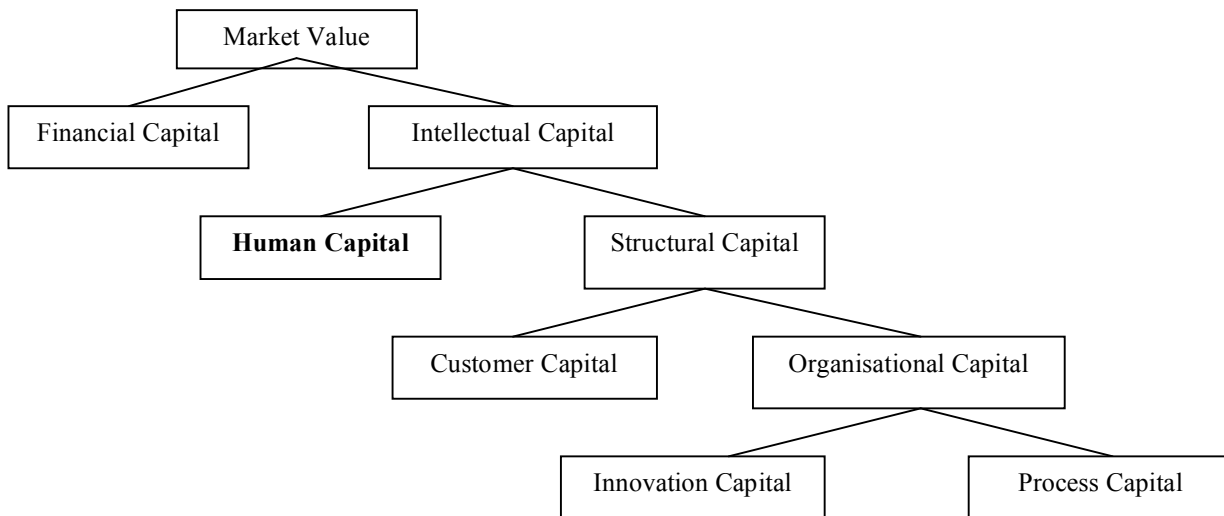 Market Value
Financial Capital
Intellectual Capital
Human Capital
Structural Capital
Customer Capital
Organisational Capital
Innovation Capital
Process Capital